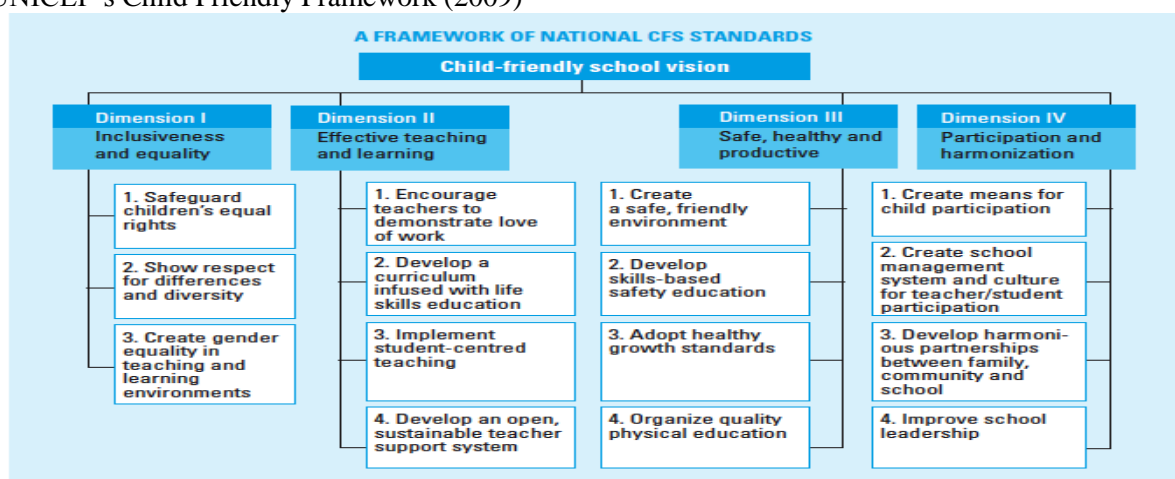 UNICEF's Child Friendly Framework (2009)
A FRAMEWORK OF NATIONAL CFS STANDARDS
Child-friendly school vision
Dimension I
Inclusiveness
and equality
1. Safeguard
children's equal
rights
2. Show respect
for differences
and diversity
3. Create gender
equality in
teaching and
learning
environments
Dimension II
Effective teaching
and learning
1. Encourage
teachers to
demonstrate love
of work
2. Develop a
curriculum
infused with life
skills education
3. Implement
student-centred
teaching
4. Develop an open,
sustainable teacher
support system
Dimension III
Safe, healthy and
productive
1. Create
a safe, friendly
environment
2. Develop
skills-based
safety education
3. Adopt healthy
growth standards
4. Organize quality
physical education
Dimension IV
Participation and
harmonization
1. Create means for
child participation
2. Create school
management
system and culture
for teacher/student
participation
3. Develop harmoni-
ous partnerships
between family,
community and
school
4. Improve school
leadership